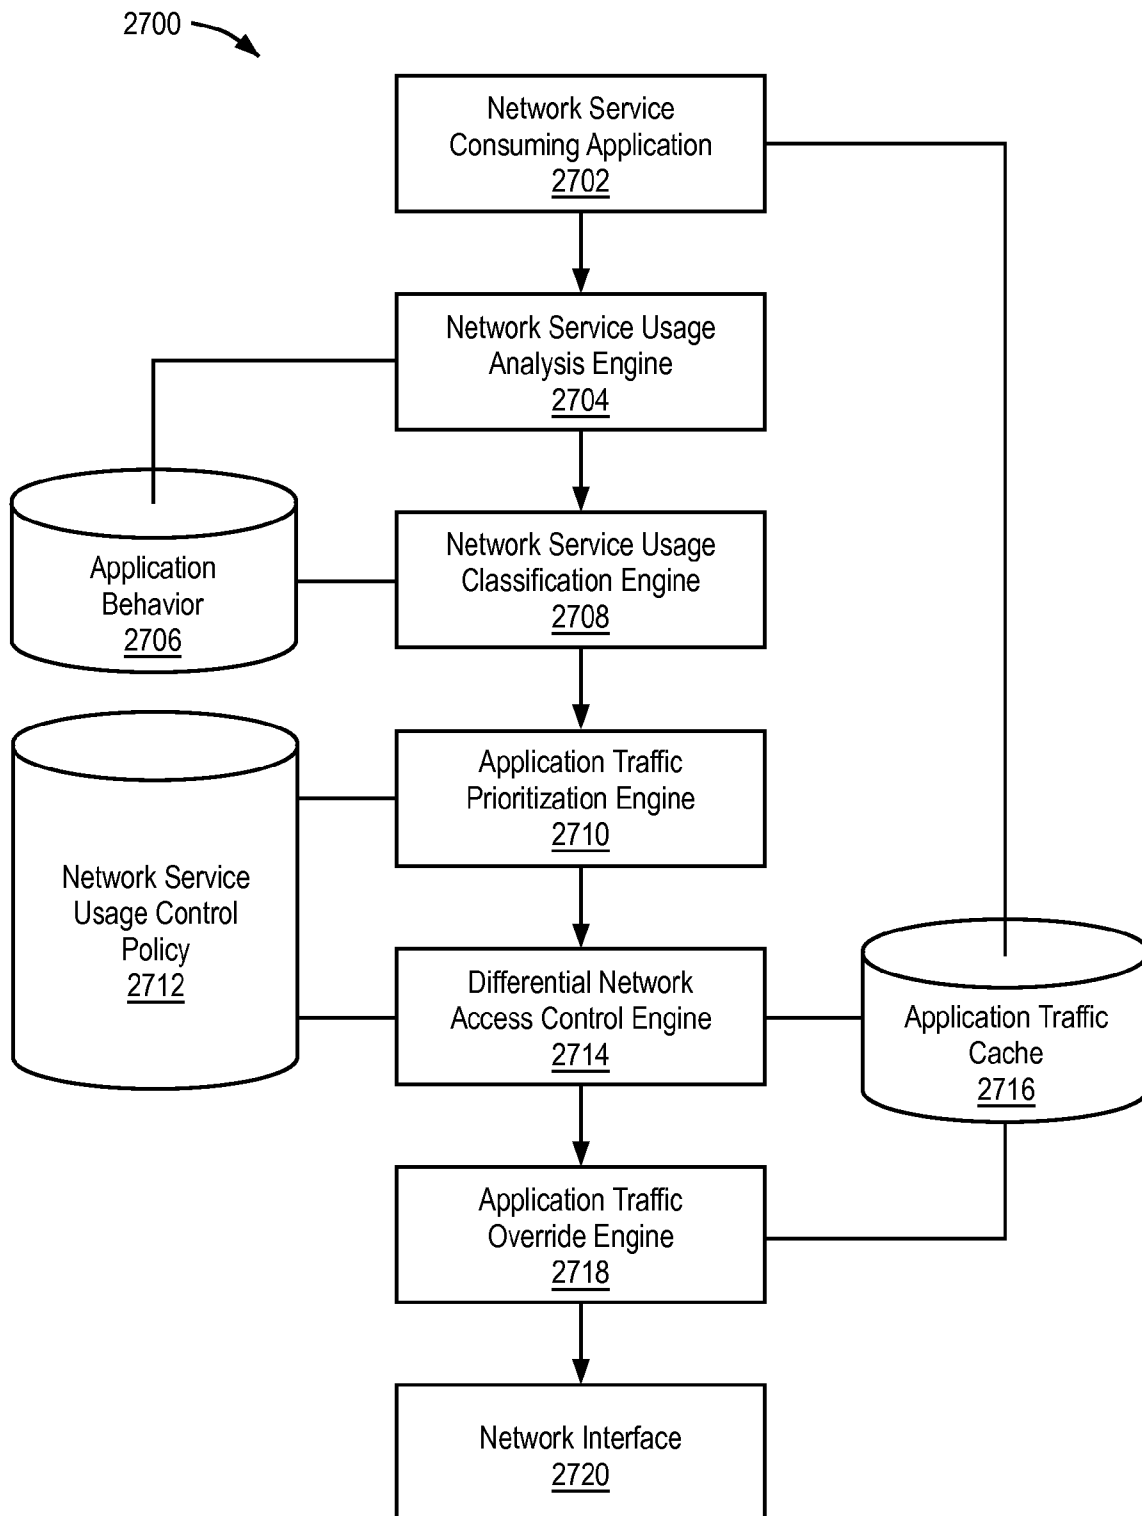 2700
Network Service
Consuming Application
2702
Network Service Usage
Analysis Engine
2704
Application
Behavior
2706
Network Service Usage
Classification Engine
2708
Application Traffic
Prioritization Engine
2710
Network Service
Usage Control
Policy
2712
Differential Network
Access Control Engine
2714
Application Traffic
Cache
2716
Application Traffic
Override Engine
2718
Network Interface
2720